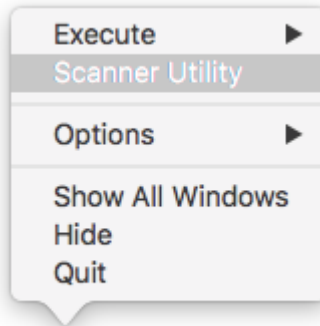 Execute
Scanner Utility
Options
Show All Windows
Hide
Quit